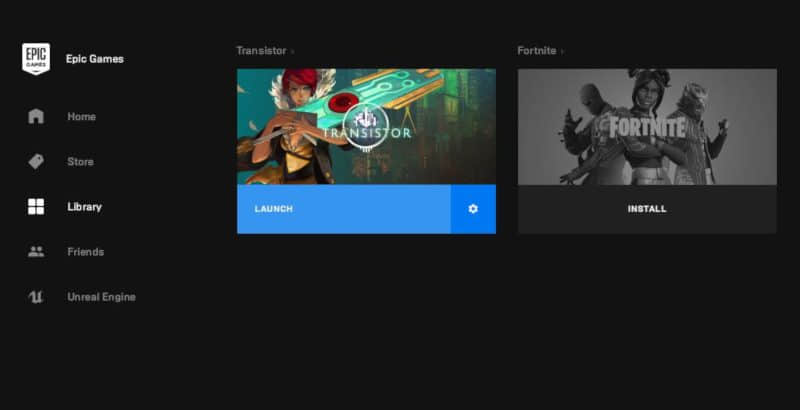 EPIC
GAMES
Epic Games
Home
Store
Library
Friends
Unreal Engine
Transistor ›
TRANSISTOR
LAUNCH
Fortnite ›
FORTNITE
INSTALL